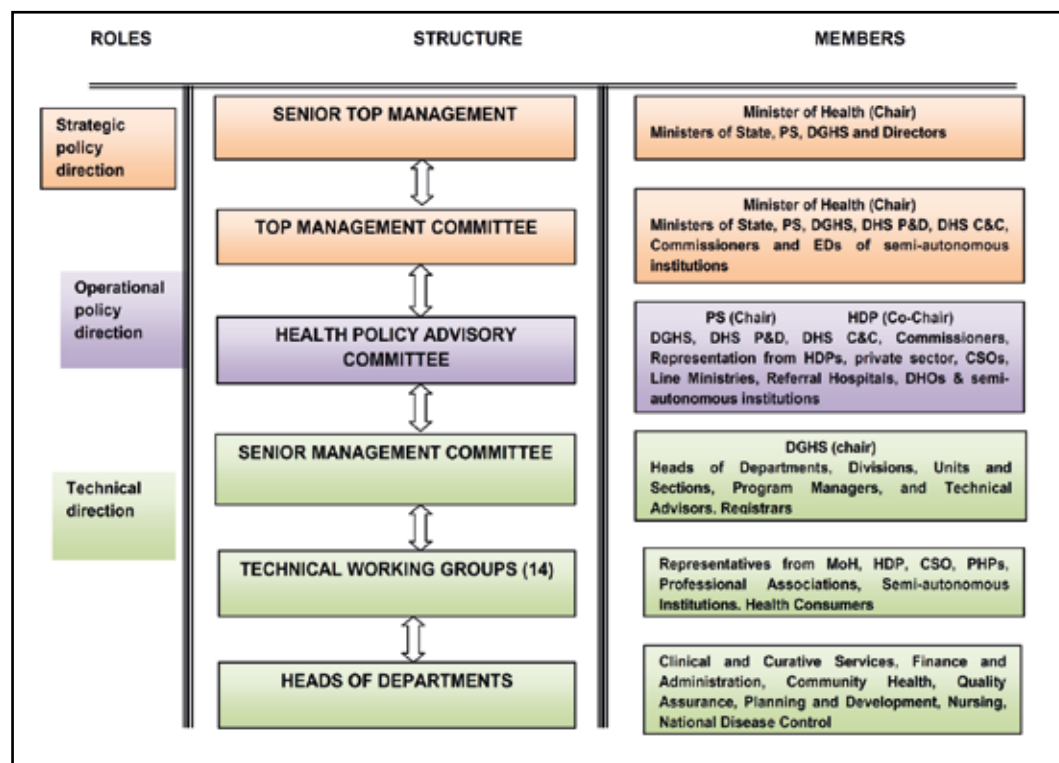 ROLES
STRUCTURE
MEMBERS
Strategic
policy
direction
SENIOR TOP MANAGEMENT
Minister of Health (Chair)
Ministers of State, PS, DGHS and Directors
TOP MANAGEMENT COMMITTEE
Minister of Health (Chair)
Ministers of State, PS, DGHS, DHS P&D, DHS C&C,
Commissioners and EDs of semi-autonomous
institutions
Operational
policy
direction
HEALTH POLICY ADVISORY
COMMITTEE
PS (Chair) HDP (Co-Chair)
DGHS, DHS P&D, DHS C&C, Commissioners,
Representation from HDPs, private sector, CSOs,
Line Ministries, Referral Hospitals, DHOs & semi-
autonomous institutions
Technical
direction
SENIOR MANAGEMENT COMMITTEE
DGHS (chair)
Heads of Departments, Divisions, Units and
Sections, Program Managers, and Technical
Advisors. Registrars
TECHNICAL WORKING GROUPS (14)
Representatives from MoH, HDP, CSO, PHPs,
Professional Associations, Semi-autonomous
Institutions. Health Consumers
HEADS OF DEPARTMENTS
Clinical and Curative Services, Finance and
Administration, Community Health, Quality
Assurance, Planning and Development, Nursing,
National Disease Control